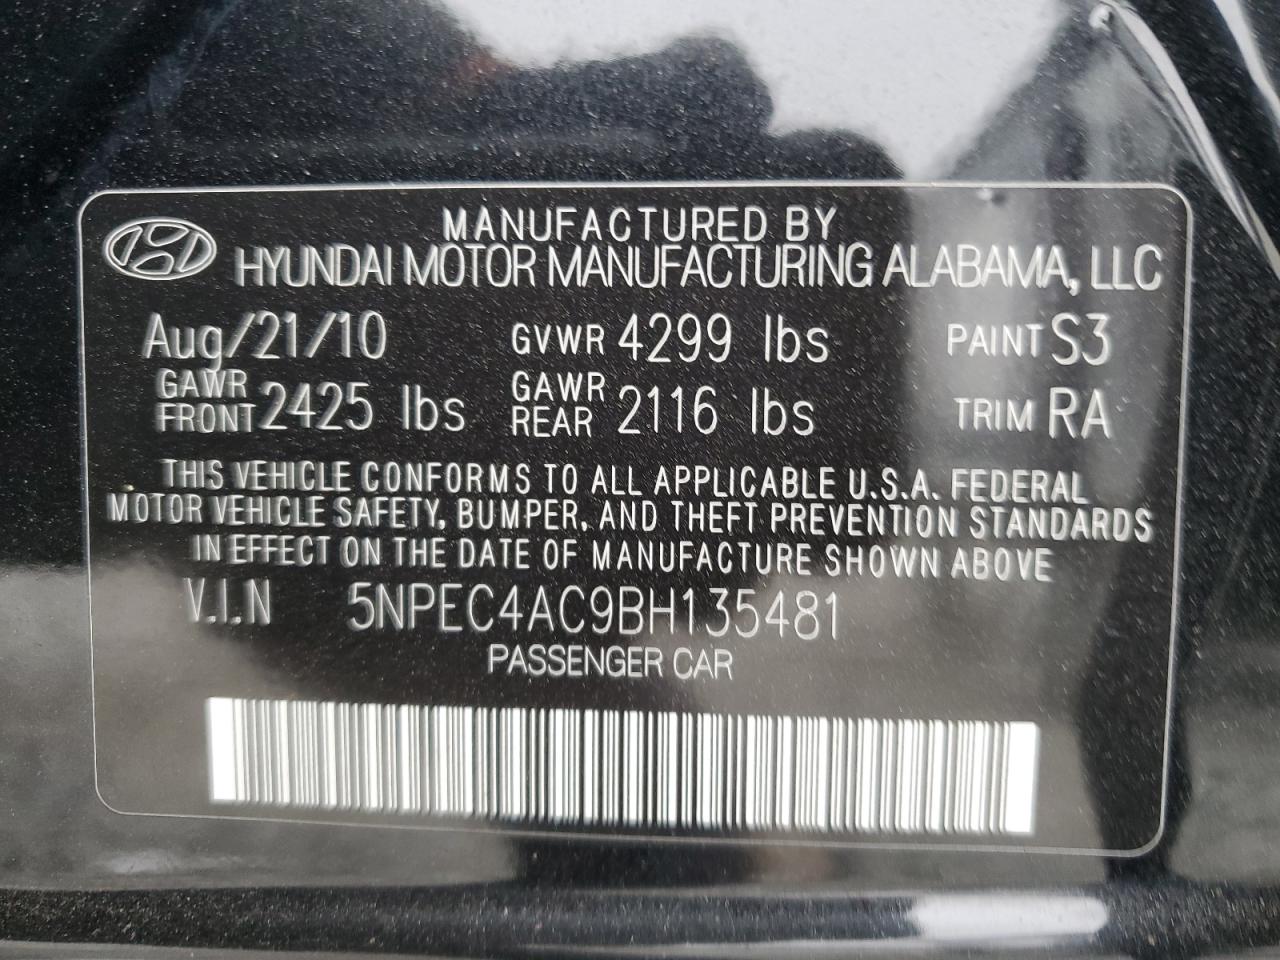 MANUFACTURED BY
HYUNDAI MOTOR MANUFACTURING ALABAMA, LLC
Aug/21/10 GVWR 4299 lbs PAINT S3
GAWR FRONT 2425 lbs GAWR REAR 2116 lbs TRIM RA
THIS VEHICLE CONFORMS TO ALL APPLICABLE U.S.A. FEDERAL
MOTOR VEHICLE SAFETY, BUMPER, AND THEFT PREVENTION STANDARDS
IN EFFECT ON THE DATE OF MANUFACTURE SHOWN ABOVE
V.I.N 5NPEC4AC9BH135481
PASSENGER CAR